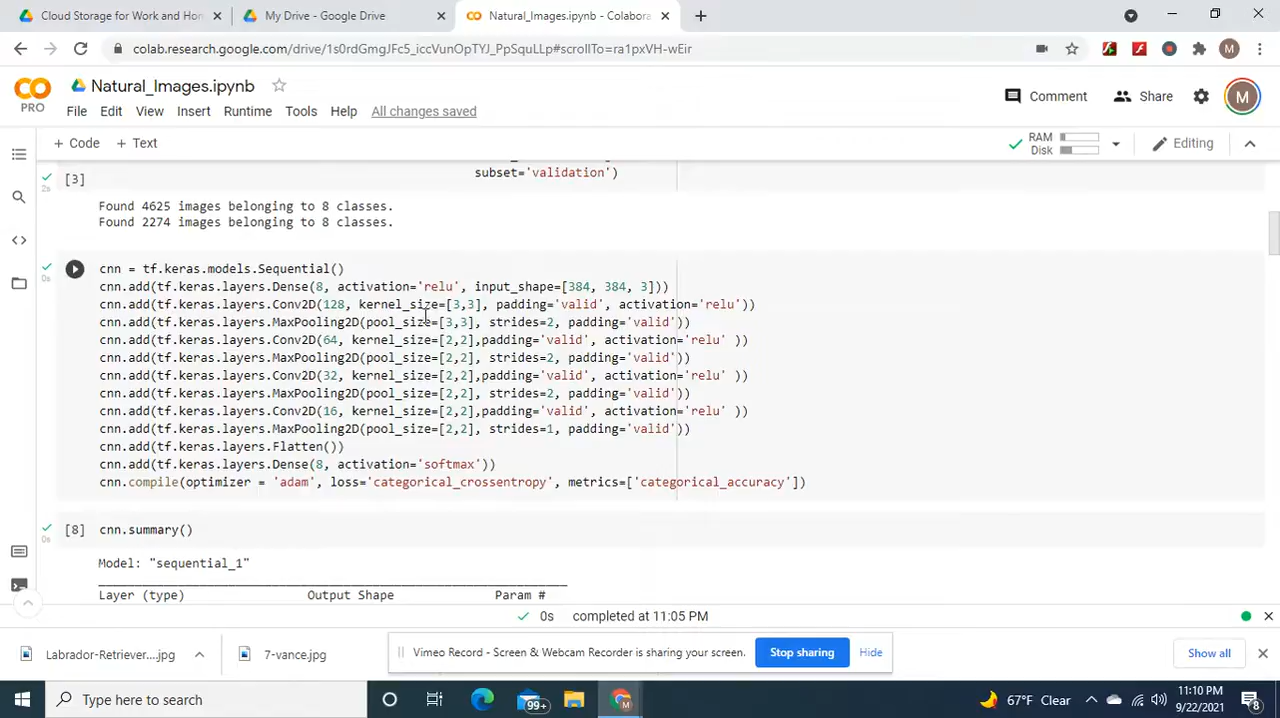 Cloud Storage for Work and Hom
My Drive - Google Drive
Natural_Images.ipynb - Colabora
colab.research.google.com/drive/1s0rdGmgJFc5_iccVunOpTYJ_PpSquLLp#scrollTo=ra1pxVH-wEir
M
CO
PRO
Natural_Images.ipynb
Comment
Share
M
File Edit View Insert Runtime Tools Help All changes saved
+ Code + Text
RAM
Disk
Editing
subset='validation')
[3]
2s
Found 4625 images belonging to 8 classes.
Found 2274 images belonging to 8 classes.
0s
cnn = tf.keras.models.Sequential()
cnn.add(tf.keras.layers.Dense(8, activation='relu', input_shape=[384, 384, 3]))
cnn.add(tf.keras.layers.Conv2D(128, kernel_size=[3,3], padding='valid', activation='relu'))
cnn.add(tf.keras.layers.MaxPooling2D(pool_size=[3,3], strides=2, padding='valid'))
cnn.add(tf.keras.layers.Conv2D(64, kernel_size=[2,2],padding='valid', activation='relu' ))
cnn.add(tf.keras.layers.MaxPooling2D(pool_size=[2,2], strides=2, padding='valid'))
cnn.add(tf.keras.layers.Conv2D(32, kernel_size=[2,2],padding='valid', activation='relu' ))
cnn.add(tf.keras.layers.MaxPooling2D(pool_size=[2,2], strides=2, padding='valid'))
cnn.add(tf.keras.layers.Conv2D(16, kernel_size=[2,2],padding='valid', activation='relu' ))
cnn.add(tf.keras.layers.MaxPooling2D(pool_size=[2,2], strides=1, padding='valid'))
cnn.add(tf.keras.layers.Flatten())
cnn.add(tf.keras.layers.Dense(8, activation='softmax'))
cnn.compile(optimizer = 'adam', loss='categorical_crossentropy', metrics=['categorical_accuracy'])
[8] cnn.summary()
0s
Model: "sequential_1"
Layer (type) Output Shape Param #
0s completed at 11:05 PM
Labrador-Retriever....jpg
7-vance.jpg
Vimeo Record - Screen & Webcam Recorder is sharing your screen.
Stop sharing
Hide
Show all
Type here to search
99+
67°F Clear
11:10 PM
9/22/2021
8